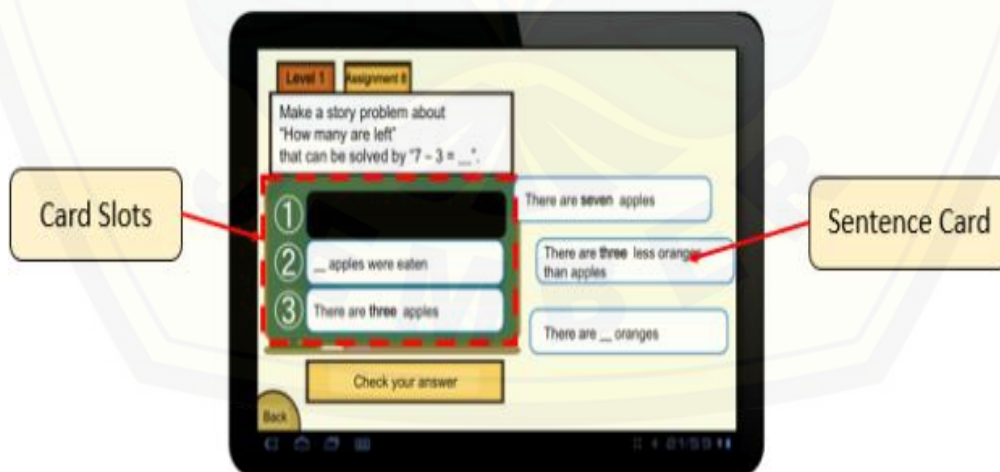 Level 1
Assignment 8
Make a story problem about
"How many are left"
that can be solved by "7 – 3 = __".
Card Slots
①
② __ apples were eaten
③ There are three apples
There are seven apples
There are three less oranges
than apples
There are __ oranges
Sentence Card
Check your answer
Back